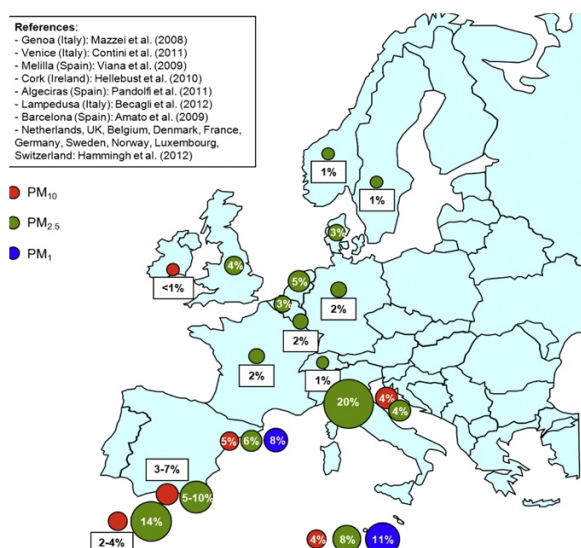 References:
- Genoa (Italy): Mazzei et al. (2008)
- Venice (Italy): Contini et al. (2011)
- Melilla (Spain): Viana et al. (2009)
- Cork (Ireland): Hellebust et al. (2010)
- Algeciras (Spain): Pandolfi et al. (2011)
- Lampedusa (Italy): Becagli et al. (2012)
- Barcelona (Spain): Amato et al. (2009)
- Netherlands, UK, Belgium, Denmark, France,
Germany, Sweden, Norway, Luxembourg,
Switzerland: Hammingh et al. (2012)
PM10
PM2.5
PM1
1%
1%
3%
4%
<1%
5%
3%
2%
2%
2%
1%
20%
4%
4%
5%
6%
8%
3-7%
5-10%
14%
2-4%
4%
8%
11%